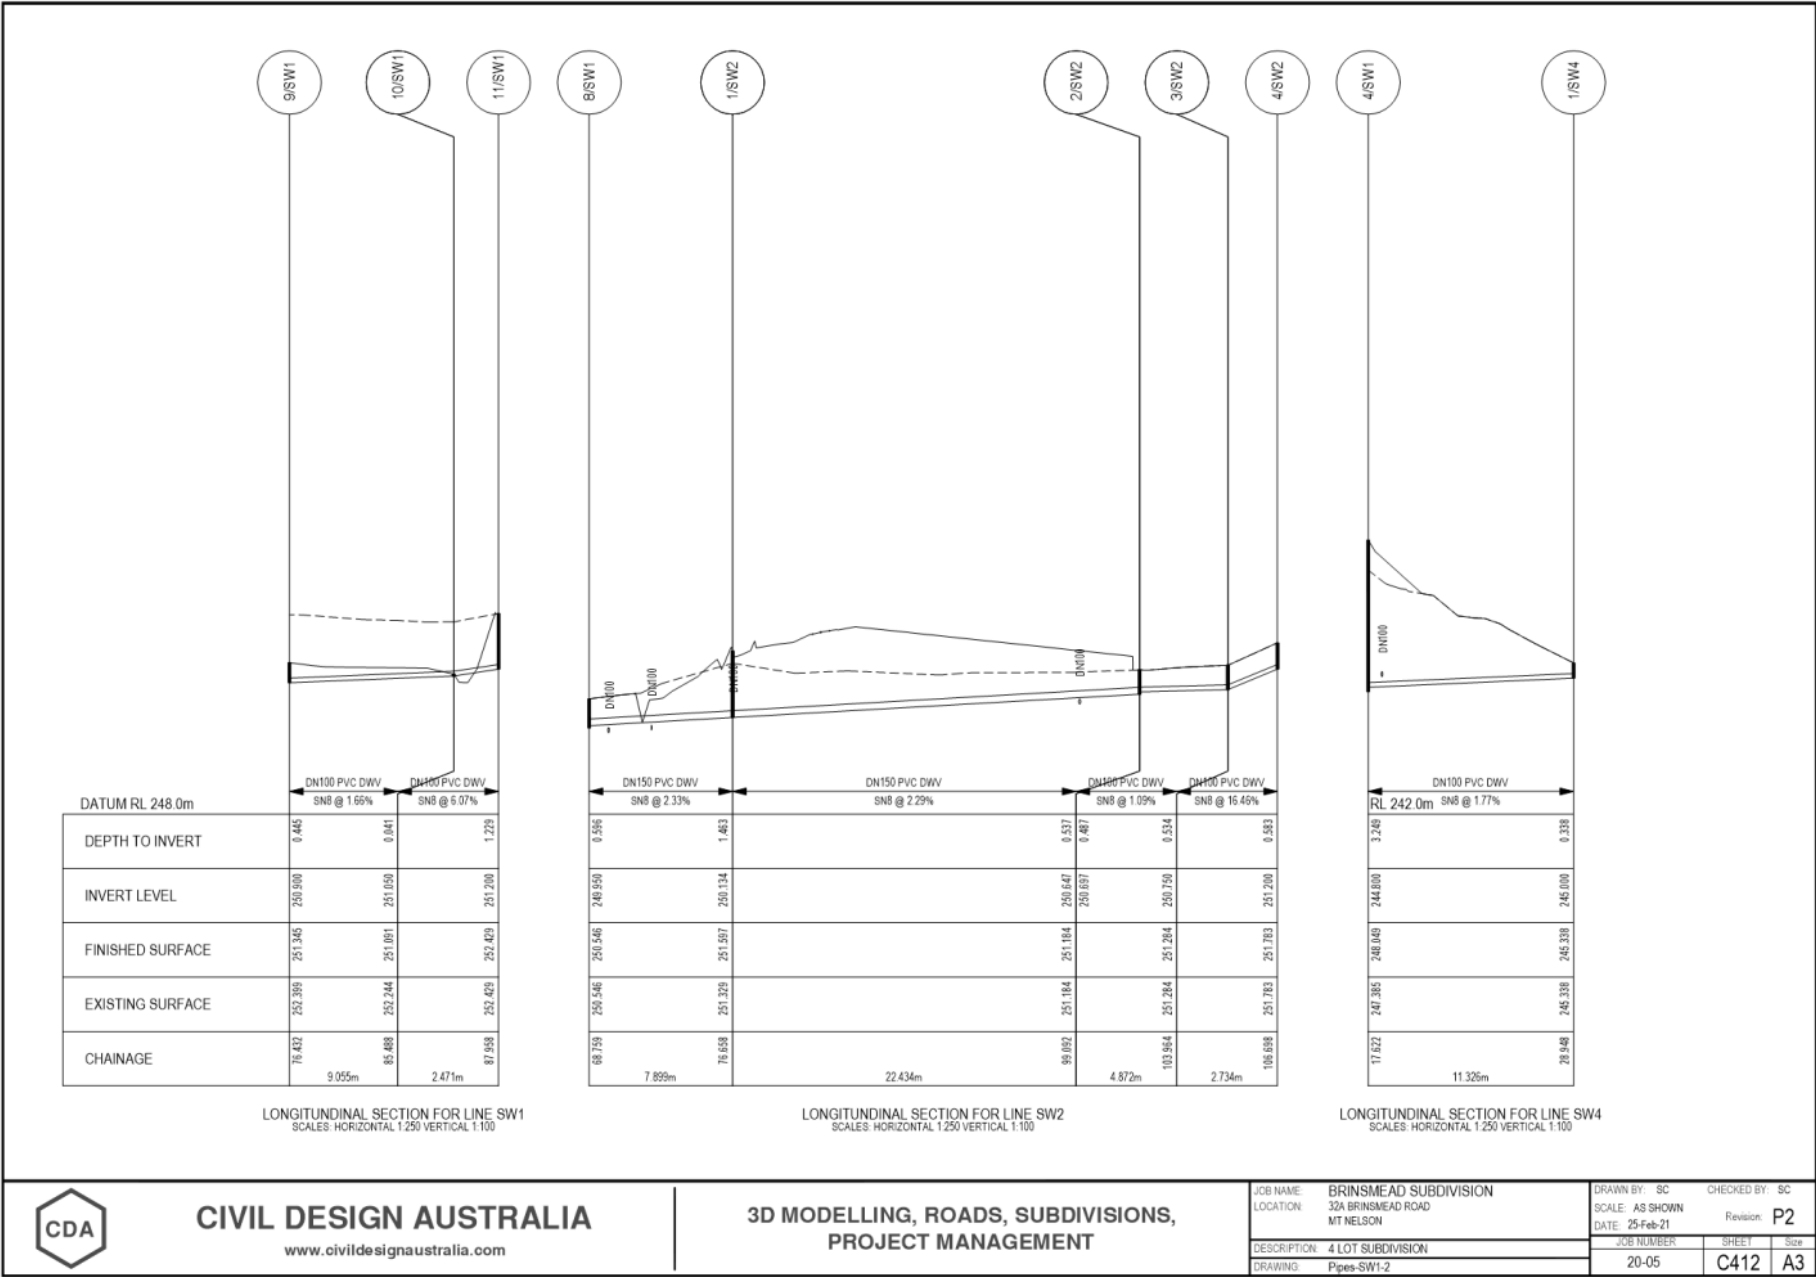 9/SW1
10/SW1
11/SW1
8/SW1
1/SW2
2/SW2
3/SW2
4/SW2
4/SW1
1/SW4
DN100
DN100
DN100
DN100
DN100 PVC DWV
SN8 @ 1.66%
DN100 PVC DWV
SN8 @ 6.07%
DN150 PVC DWV
SN8 @ 2.33%
DN150 PVC DWV
SN8 @ 2.29%
DN100 PVC DWV
SN8 @ 1.09%
DN100 PVC DWV
SN8 @ 16.46%
DN100 PVC DWV
SN8 @ 1.77%
DATUM RL 248.0m
RL 242.0m
DEPTH TO INVERT
0.445 0.041 1.229 0.596 1.463 0.537 0.487 0.534 0.583 3.249 0.338
INVERT LEVEL
250.900 251.050 251.200 249.950 250.134 250.647 250.697 250.750 251.200 244.800 245.000
FINISHED SURFACE
251.345 251.091 252.429 250.546 251.597 251.184 251.284 251.783 248.049 245.338
EXISTING SURFACE
252.399 252.244 252.429 250.546 251.329 251.184 251.284 251.783 247.385 245.338
CHAINAGE
76.432 85.488 87.958 68.759 76.658 99.092 103.964 106.698 17.622 28.948
9.055m 2.471m 7.899m 22.434m 4.872m 2.734m 11.326m
LONGITUNDINAL SECTION FOR LINE SW1
SCALES: HORIZONTAL 1:250 VERTICAL 1:100
LONGITUNDINAL SECTION FOR LINE SW2
SCALES: HORIZONTAL 1:250 VERTICAL 1:100
LONGITUNDINAL SECTION FOR LINE SW4
SCALES: HORIZONTAL 1:250 VERTICAL 1:100
CDA
CIVIL DESIGN AUSTRALIA
www.civildesignaustralia.com
3D MODELLING, ROADS, SUBDIVISIONS,
PROJECT MANAGEMENT
JOB NAME: BRINSMEAD SUBDIVISION
LOCATION: 32A BRINSMEAD ROAD
MT NELSON
DESCRIPTION: 4 LOT SUBDIVISION
DRAWING: Pipes-SW1-2
DRAWN BY: SC CHECKED BY: SC
SCALE: AS SHOWN
DATE: 25-Feb-21
Revision: P2
JOB NUMBER
20-05
SHEET
C412
Size
A3